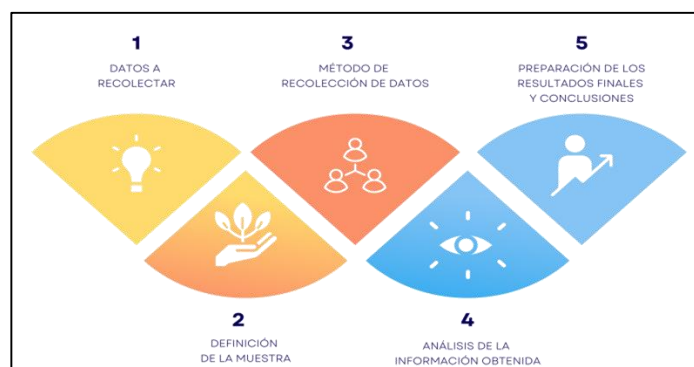 1
DATOS A
RECOLECTAR
2
DEFINICIÓN
DE LA MUESTRA
3
MÉTODO DE
RECOLECCIÓN DE DATOS
4
ANÁLISIS DE LA
INFORMACIÓN OBTENIDA
5
PREPARACIÓN DE LOS
RESULTADOS FINALES
Y CONCLUSIONES